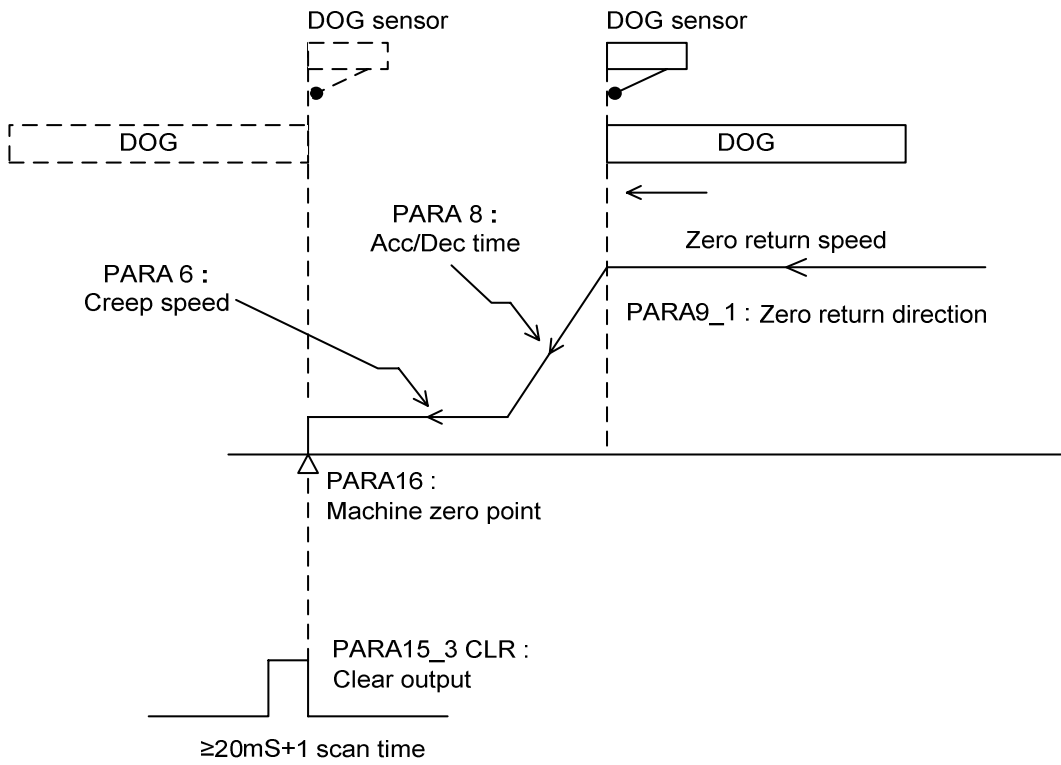 DOG sensor
DOG sensor
DOG
DOG
PARA 8 :
Acc/Dec time
Zero return speed
PARA 6 :
Creep speed
PARA9_1 : Zero return direction
PARA16 :
Machine zero point
PARA15_3 CLR :
Clear output
≥20mS+1 scan time